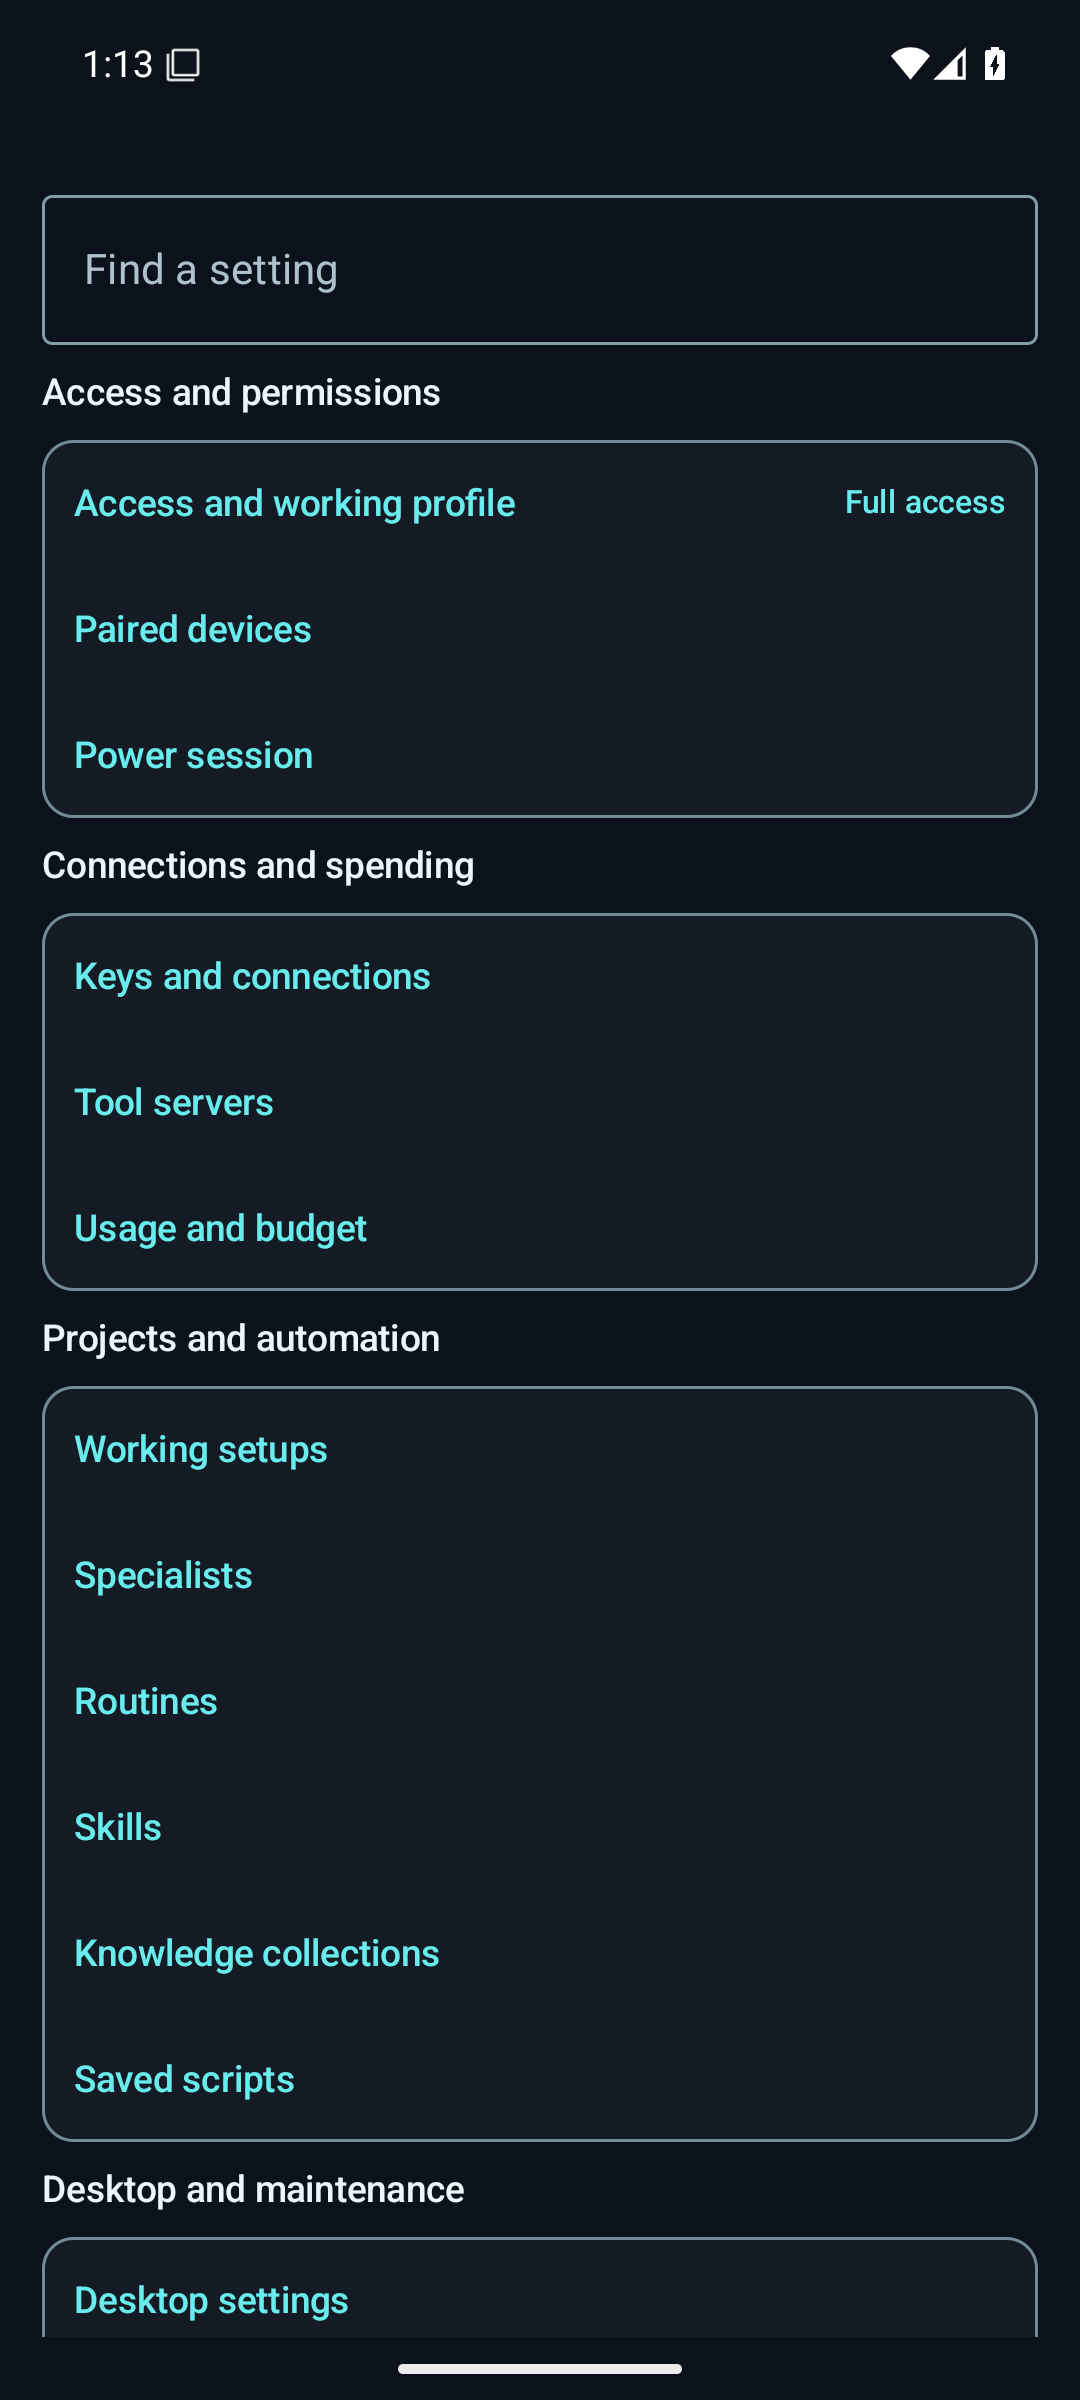 1:13
Find a setting
Access and permissions
Access and working profile Full access
Paired devices
Power session
Connections and spending
Keys and connections
Tool servers
Usage and budget
Projects and automation
Working setups
Specialists
Routines
Skills
Knowledge collections
Saved scripts
Desktop and maintenance
Desktop settings